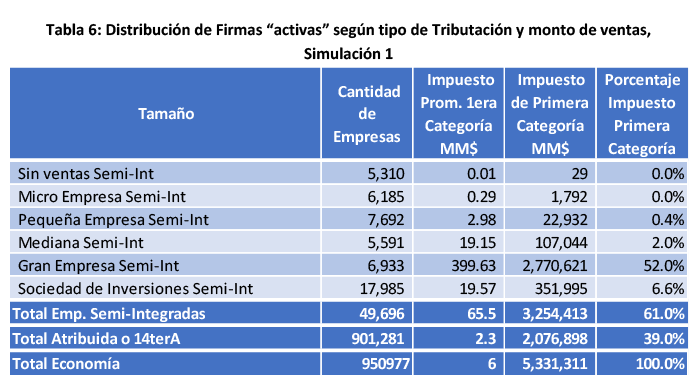 Tabla 6: Distribución de Firmas “activas” según tipo de Tributación y monto de ventas,
Simulación 1
Tamaño Cantidad de Empresas Impuesto Prom. 1era Categoría MM$ Impuesto de Primera Categoría MM$ Porcentaje Impuesto Primera Categoría
Sin ventas Semi-Int 5,310 0.01 29 0.0%
Micro Empresa Semi-Int 6,185 0.29 1,792 0.0%
Pequeña Empresa Semi-Int 7,692 2.98 22,932 0.4%
Mediana Semi-Int 5,591 19.15 107,044 2.0%
Gran Empresa Semi-Int 6,933 399.63 2,770,621 52.0%
Sociedad de Inversiones Semi-Int 17,985 19.57 351,995 6.6%
Total Emp. Semi-Integradas 49,696 65.5 3,254,413 61.0%
Total Atribuida o 14terA 901,281 2.3 2,076,898 39.0%
Total Economía 950977 6 5,331,311 100.0%